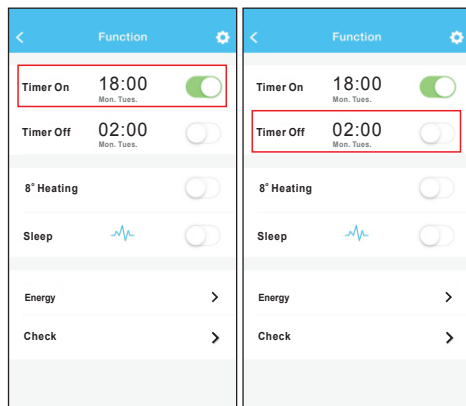 Function
Timer On 18:00
Mon. Tues.
Timer Off 02:00
Mon. Tues.
8° Heating
Sleep
Energy
Check
Function
Timer On 18:00
Mon. Tues.
Timer Off 02:00
Mon. Tues.
8° Heating
Sleep
Energy
Check